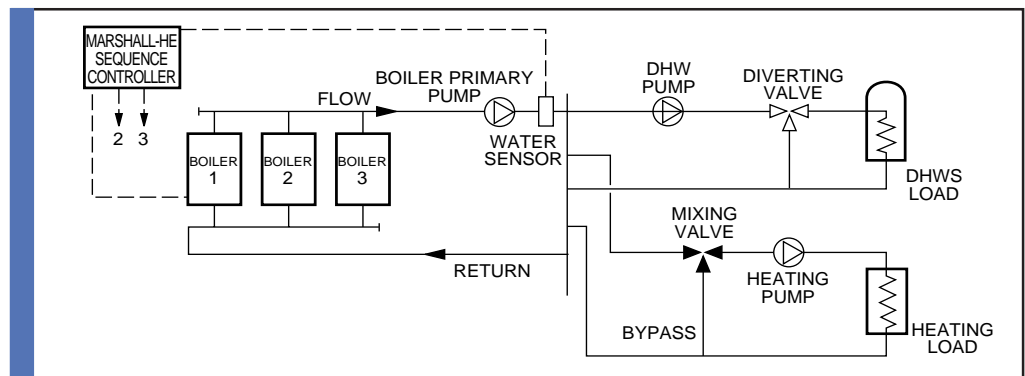 MARSHALL-HE
SEQUENCE
CONTROLLER
2 3
FLOW
BOILER PRIMARY
PUMP
WATER
SENSOR
DHW
PUMP
DIVERTING
VALVE
DHWS
LOAD
BOILER
1
BOILER
2
BOILER
3
RETURN
MIXING
VALVE
HEATING
PUMP
BYPASS
HEATING
LOAD